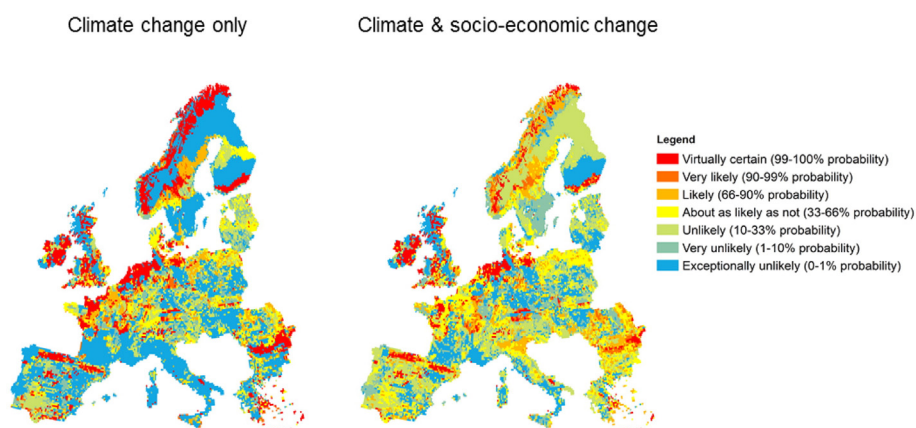 Climate change only
Climate & socio-economic change
Legend
Virtually certain (99-100% probability)
Very likely (90-99% probability)
Likely (66-90% probability)
About as likely as not (33-66% probability)
Unlikely (10-33% probability)
Very unlikely (1-10% probability)
Exceptionally unlikely (0-1% probability)